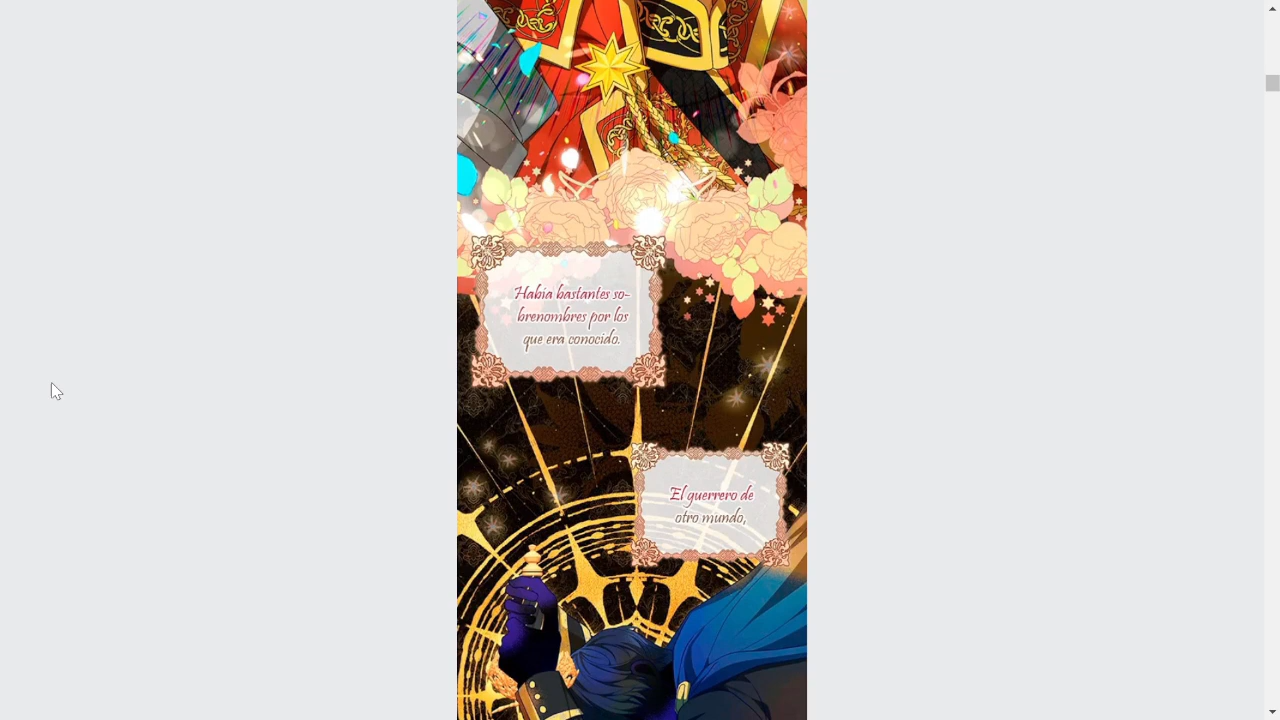 Había bastantes so-
brenombres por los
que era conocido.
El guerrero de
otro mundo,